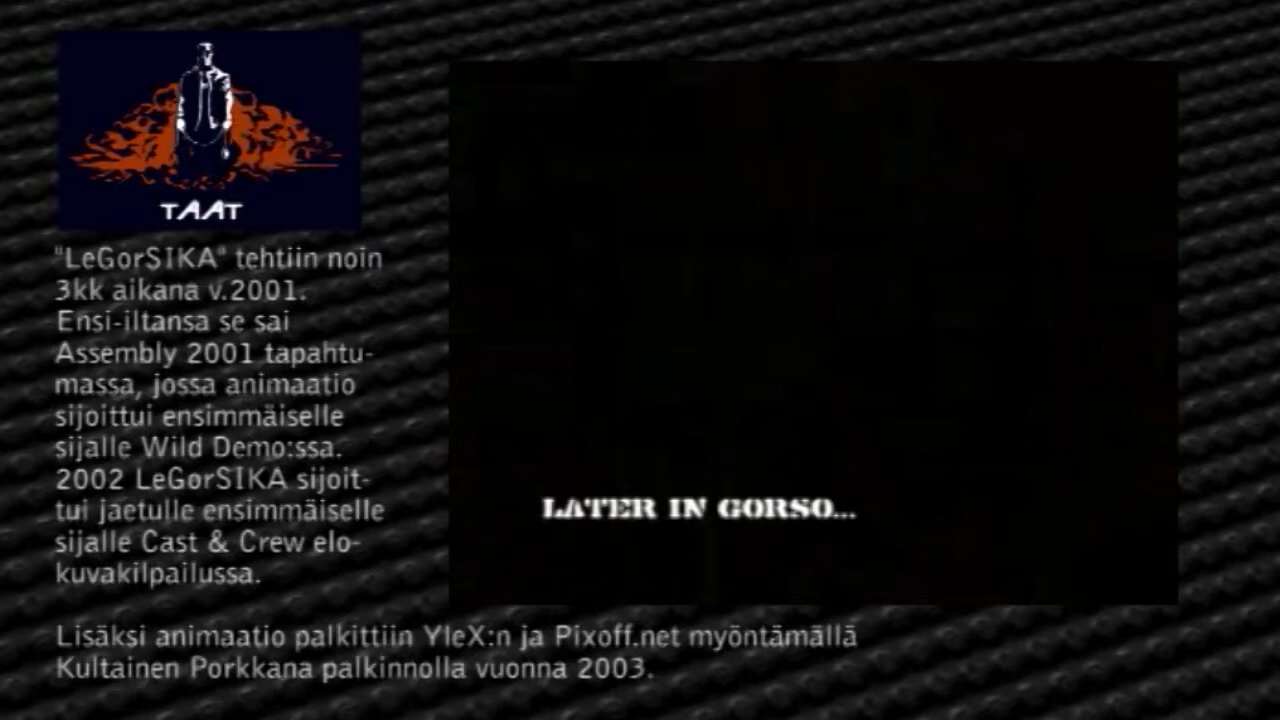 TAAT
"LeGorSIKA" tehtiin noin
3kk aikana v.2001.
Ensi-iltansa se sai
Assembly 2001 tapahtu-
massa, jossa animaatio
sijoittui ensimmäiselle
sijalle Wild Demo:ssa.
2002 LeGorSIKA sijoit-
tui jaetulle ensimmäiselle
sijalle Cast & Crew elo-
kuvakilpailussa.
LATER IN GORSO...
Lisäksi animaatio palkittiin YleX:n ja Pixoff.net myöntämällä
Kultainen Porkkana palkinnolla vuonna 2003.